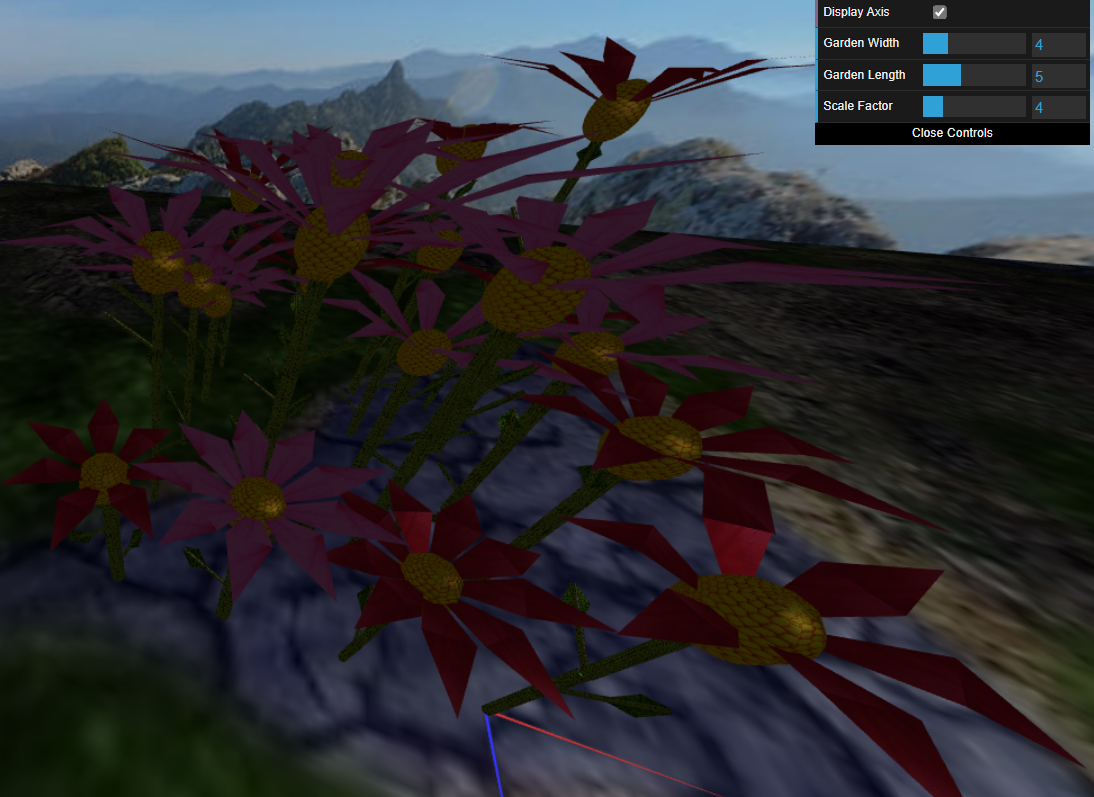 Display Axis
Garden Width 4
Garden Length 5
Scale Factor 4
Close Controls